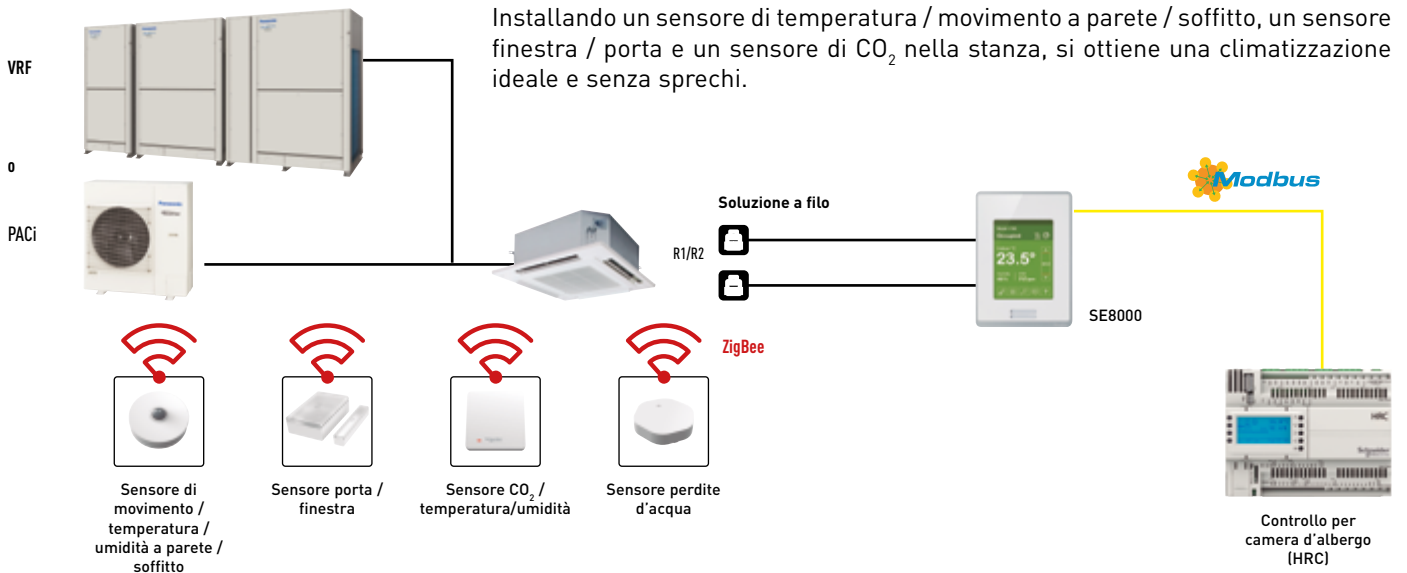 Installando un sensore di temperatura / movimento a parete / soffitto, un sensore
finestra / porta e un sensore di CO₂ nella stanza, si ottiene una climatizzazione
ideale e senza sprechi.
VRF
o
PACi
Panasonic
Soluzione a filo
R1/R2
Modbus
23.5°
SE8000
ZigBee
Sensore di
movimento /
temperatura /
umidità a parete /
soffitto
Sensore porta /
finestra
Sensore CO₂ /
temperatura/umidità
Sensore perdite
d'acqua
HRC
Schneider
Controllo per
camera d'albergo
(HRC)